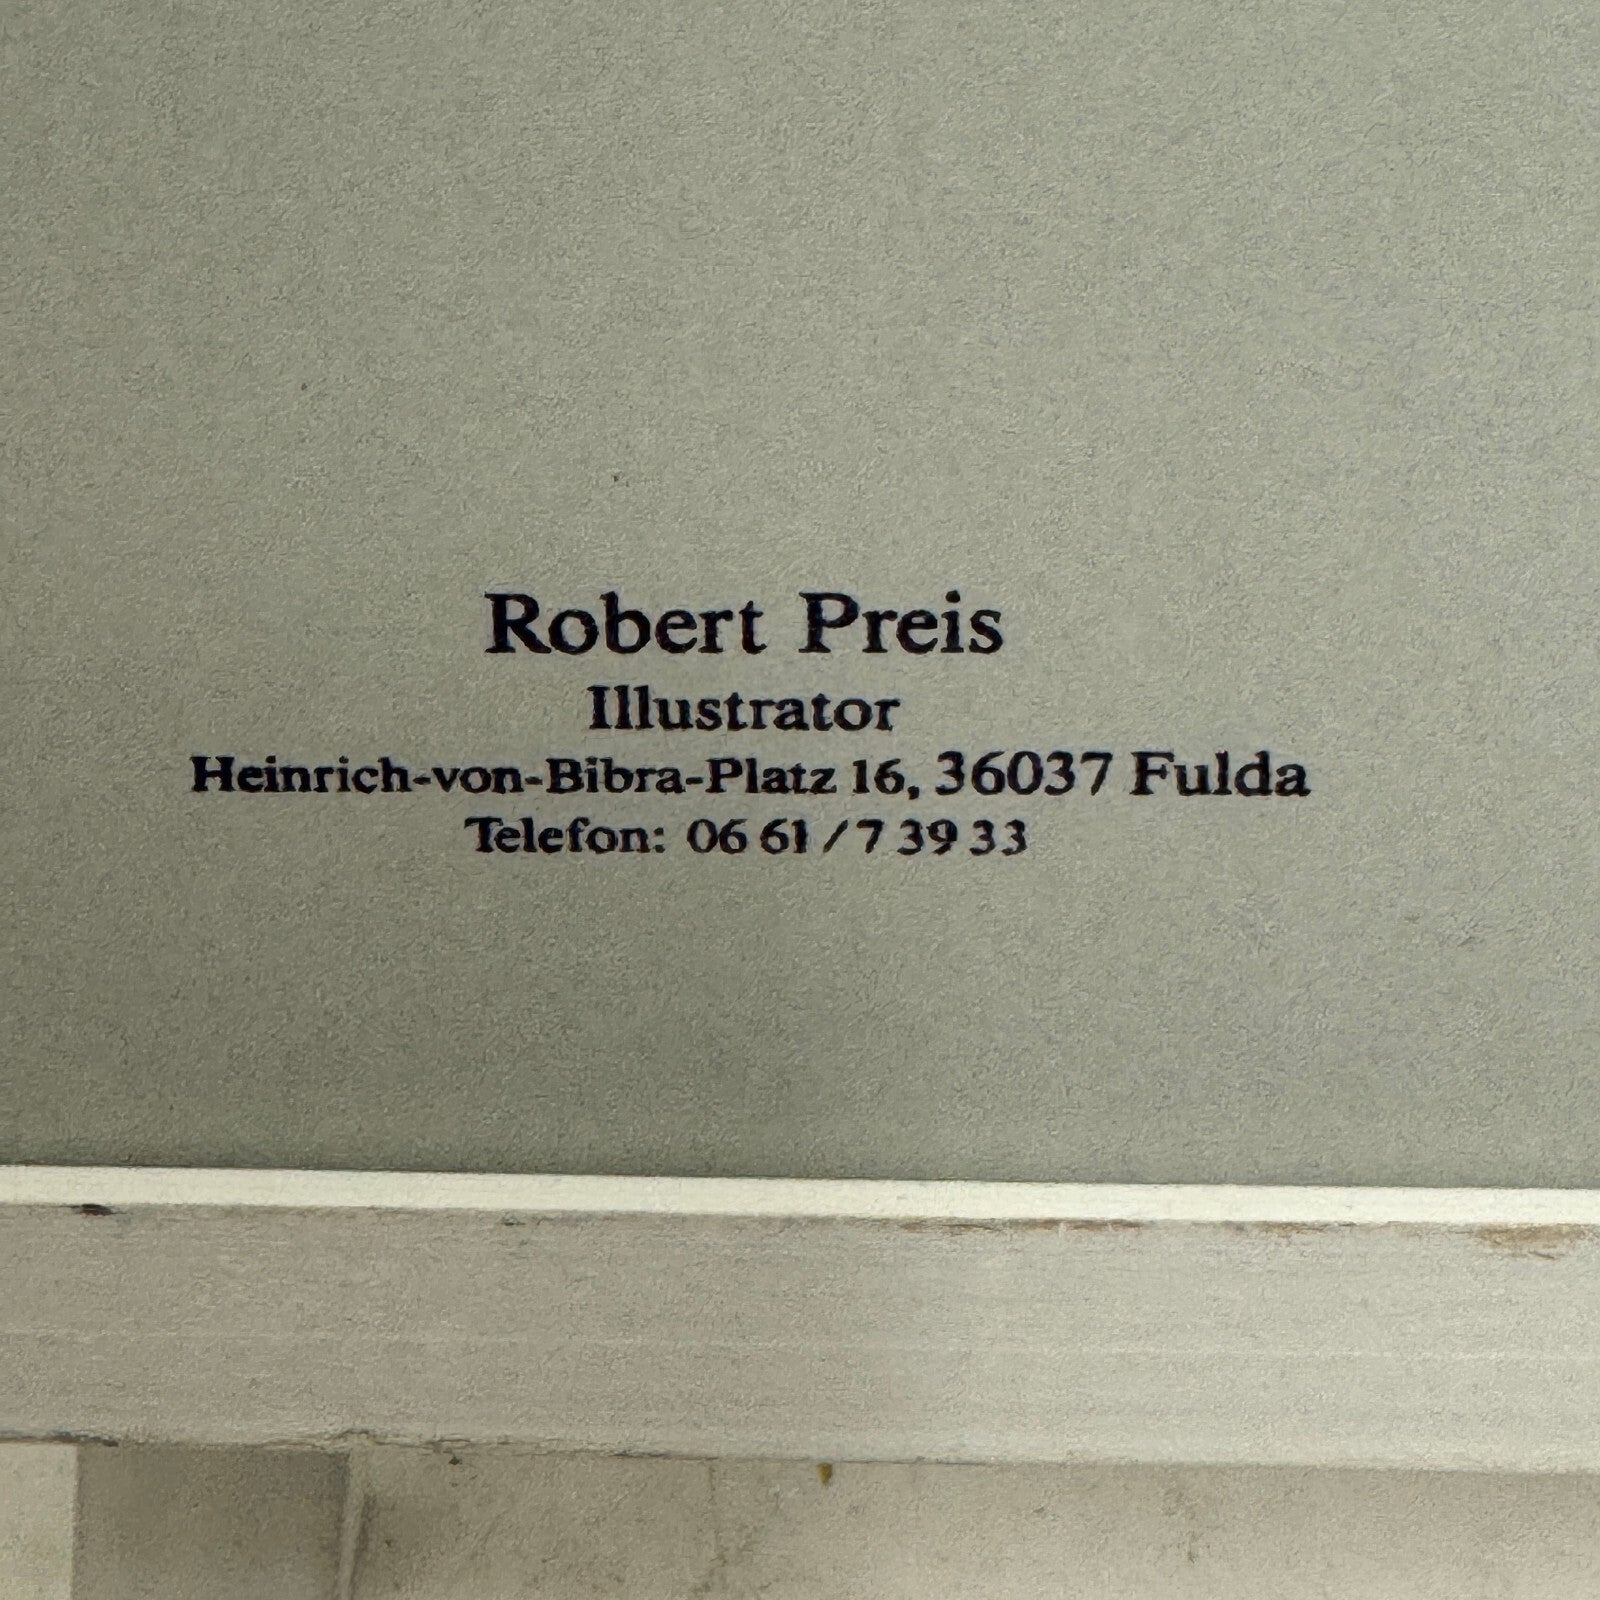 Robert Preis
Illustrator
Heinrich-von-Bibra-Platz 16, 36037 Fulda
Telefon: 06 61 / 7 39 33